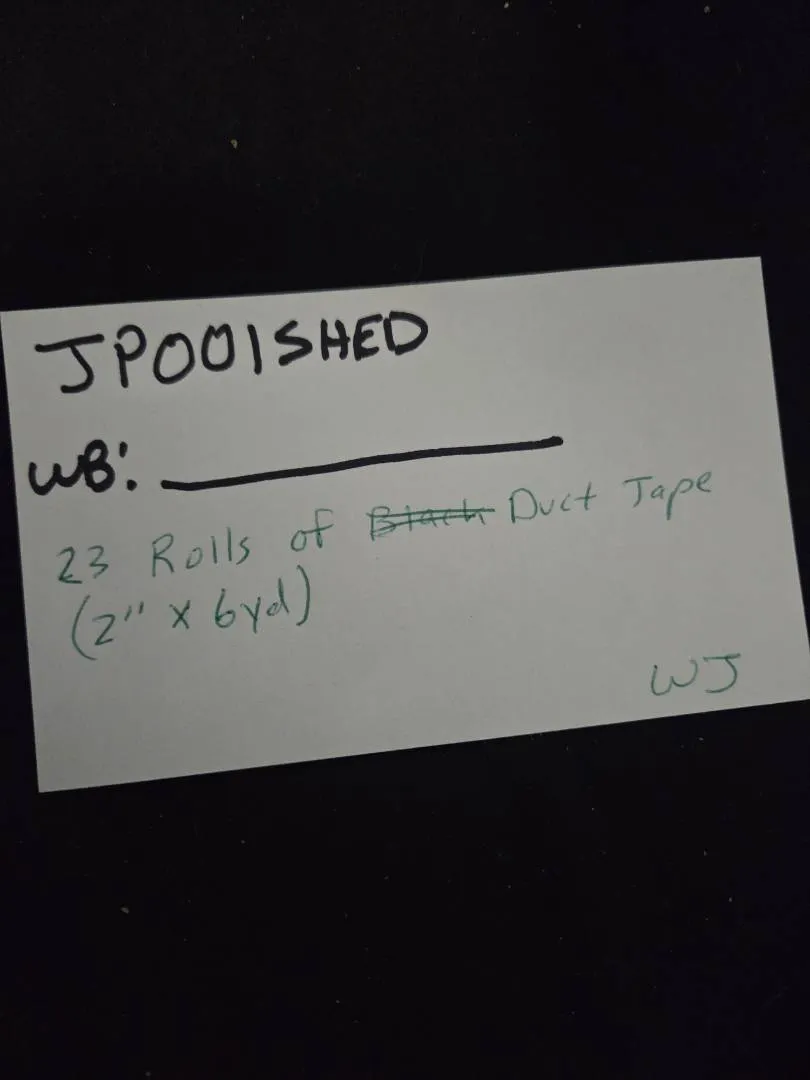 JPOOISHED
WB:
23 Rolls of Black Duct Tape
(2" x 6yd)
WJ